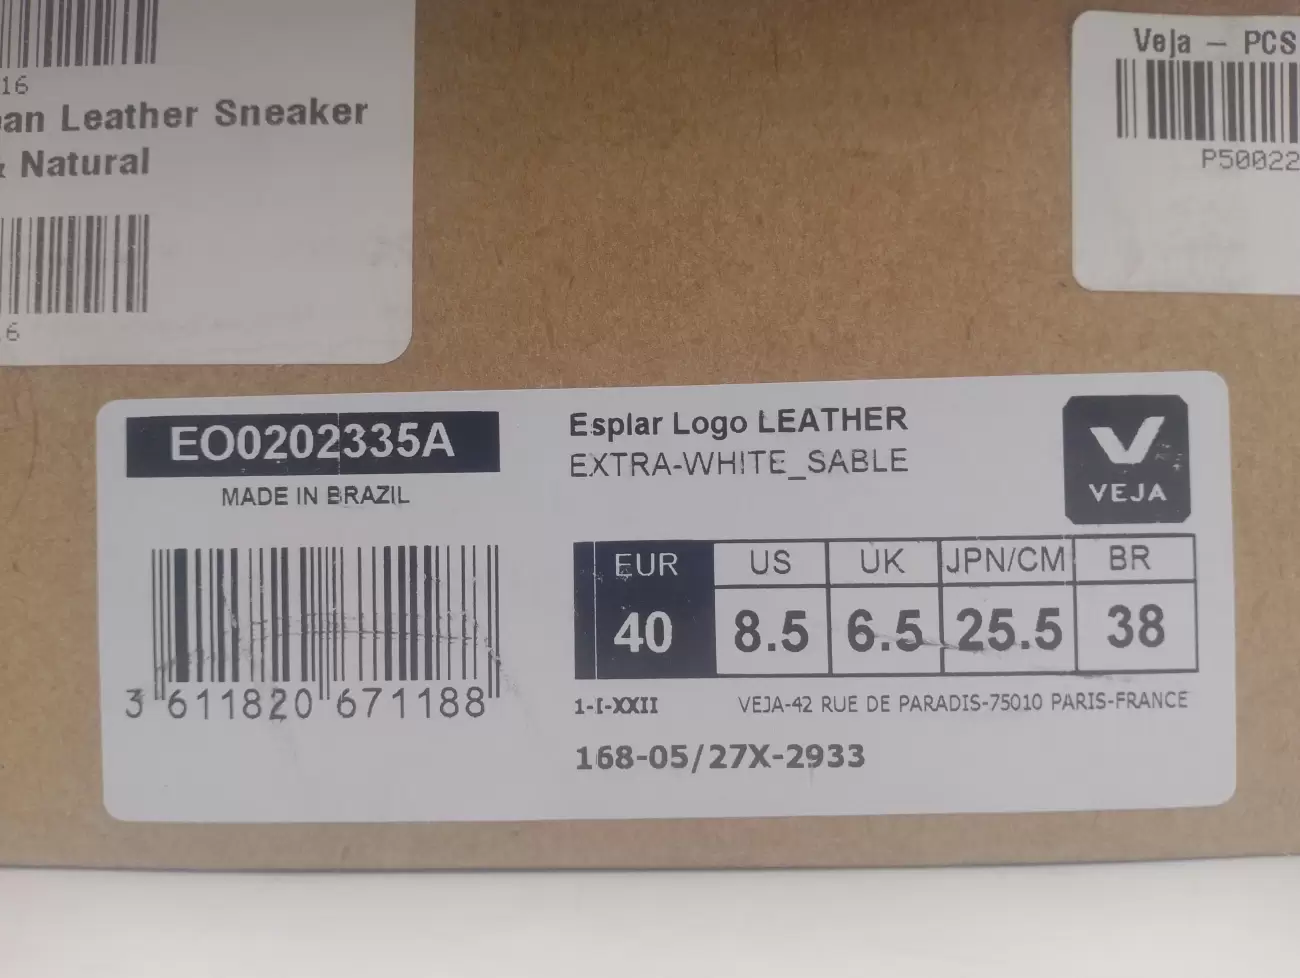 16
an Leather Sneaker
& Natural
6
Veja – PCS
P50022
EO0202335A
MADE IN BRAZIL
3 611820 671188
Esplar Logo LEATHER
EXTRA-WHITE_SABLE
VEJA
EUR US UK JPN/CM BR
40 8.5 6.5 25.5 38
1-I-XXII VEJA-42 RUE DE PARADIS-75010 PARIS-FRANCE
168-05/27X-2933